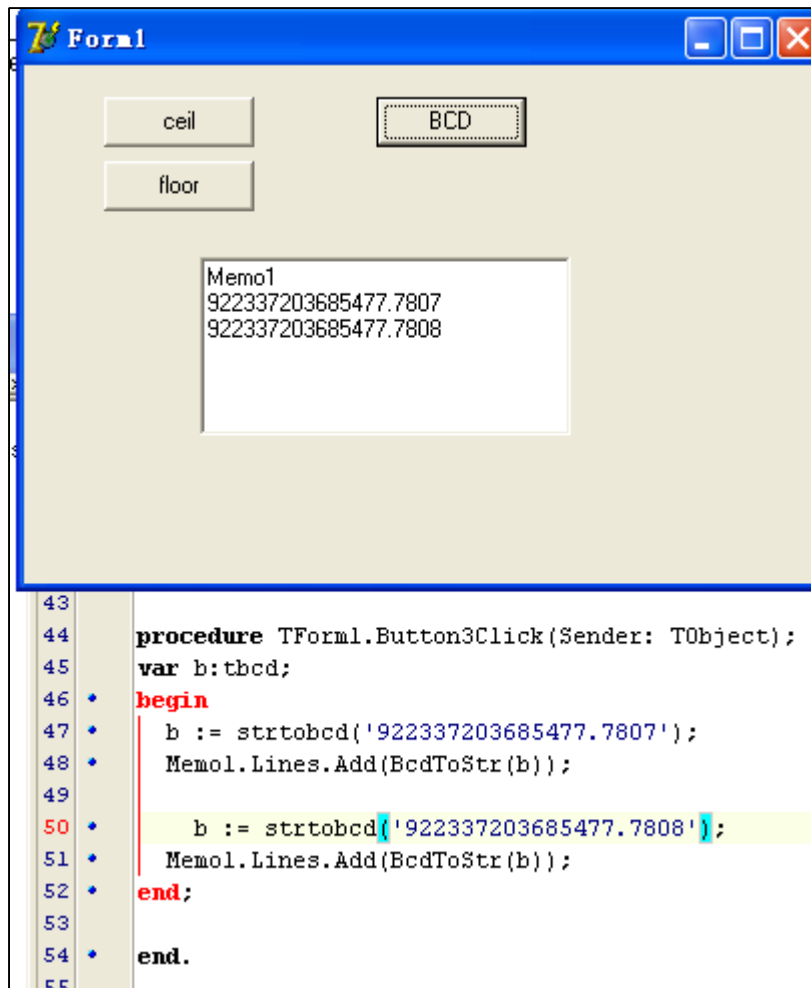 Form1
ceil
BCD
floor
Memo1
922337203685477.7807
922337203685477.7808
43
44 procedure TForm1.Button3Click(Sender: TObject);
45 var b:tbcd;
46 begin
47 b := strtobcd('922337203685477.7807');
48 Memo1.Lines.Add(BcdToStr(b));
49
50 b := strtobcd('922337203685477.7808');
51 Memo1.Lines.Add(BcdToStr(b));
52 end;
53
54 end.
55